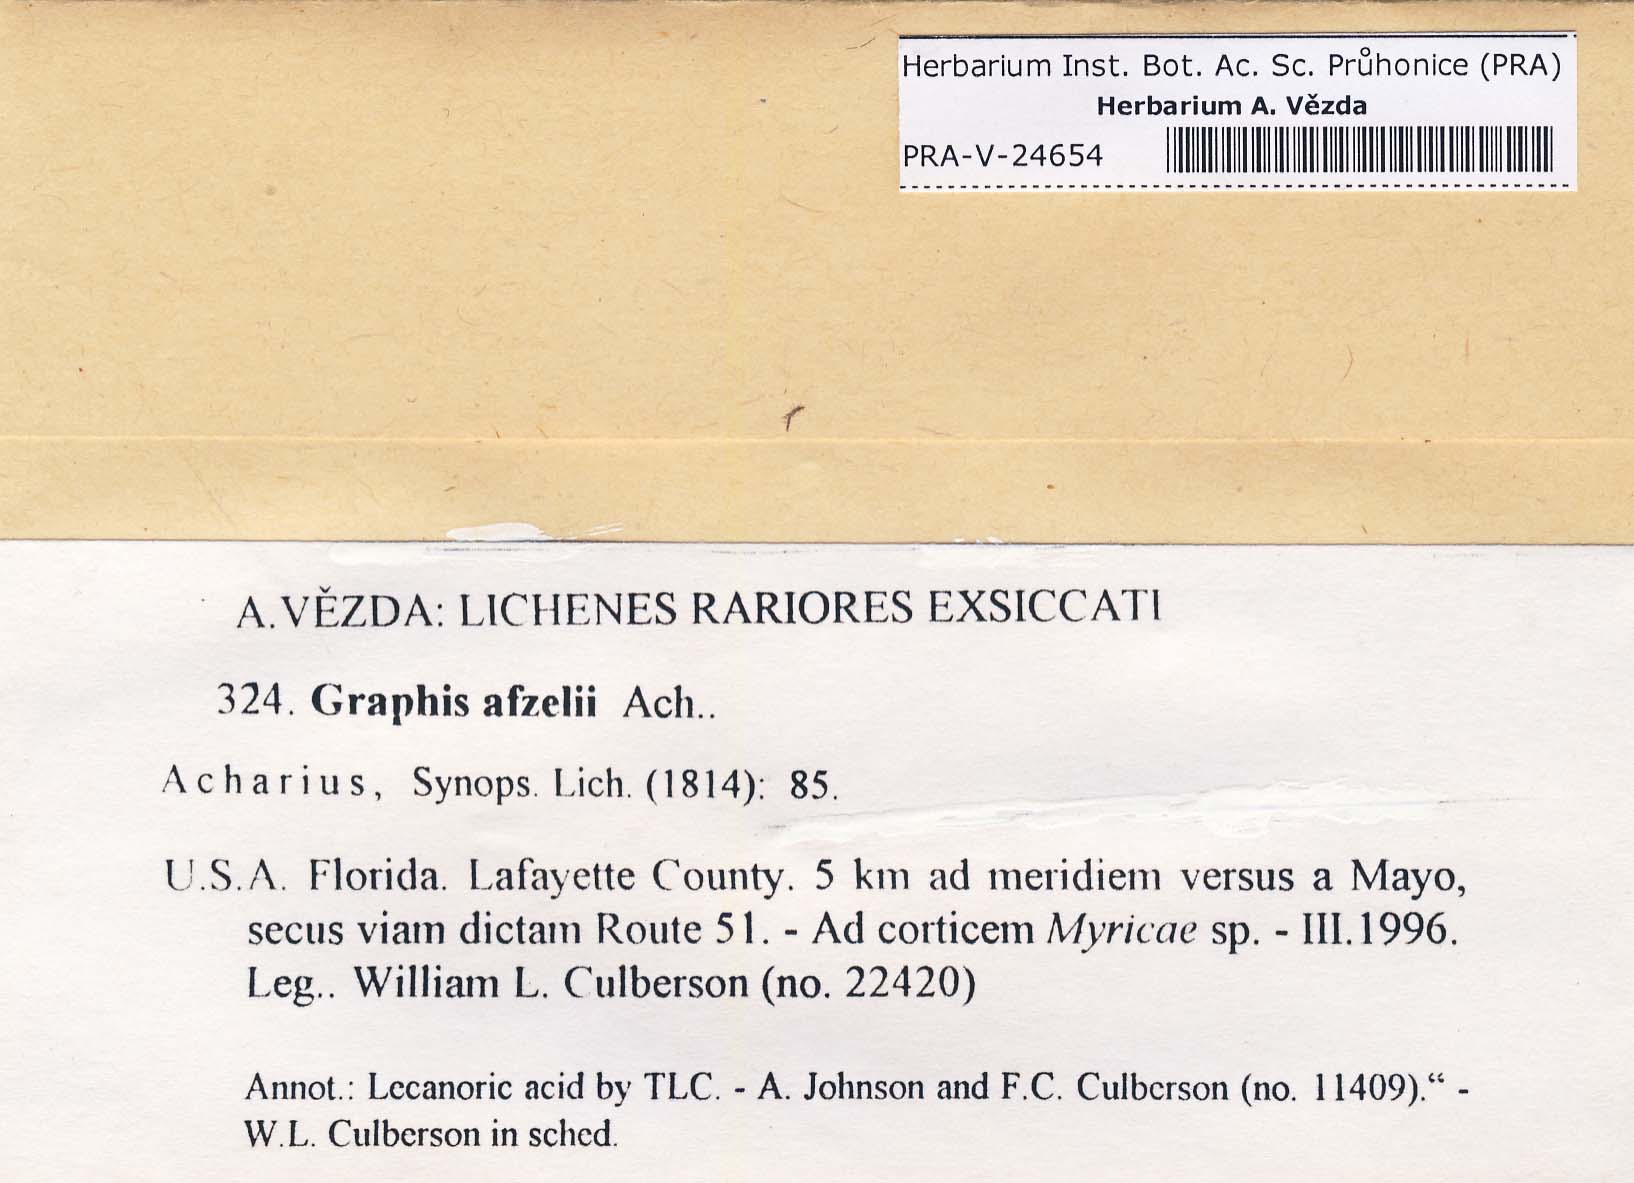 Herbarium Inst. Bot. Ac. Sc. Průhonice (PRA)
Herbarium A. Vězda
PRA-V-24654
A.VĚZDA: LICHENES RARIORES EXSICCATI
324. Graphis afzelii Ach..
Acharius, Synops. Lich. (1814): 85.
U.S.A. Florida. Lafayette County. 5 km ad meridiem versus a Mayo,
secus viam dictam Route 51. - Ad corticem Myricae sp. - III.1996.
Leg.. William L. Culberson (no. 22420)
Annot.: Lecanoric acid by TLC. - A. Johnson and F.C. Culberson (no. 11409).“ -
W.L. Culberson in sched.